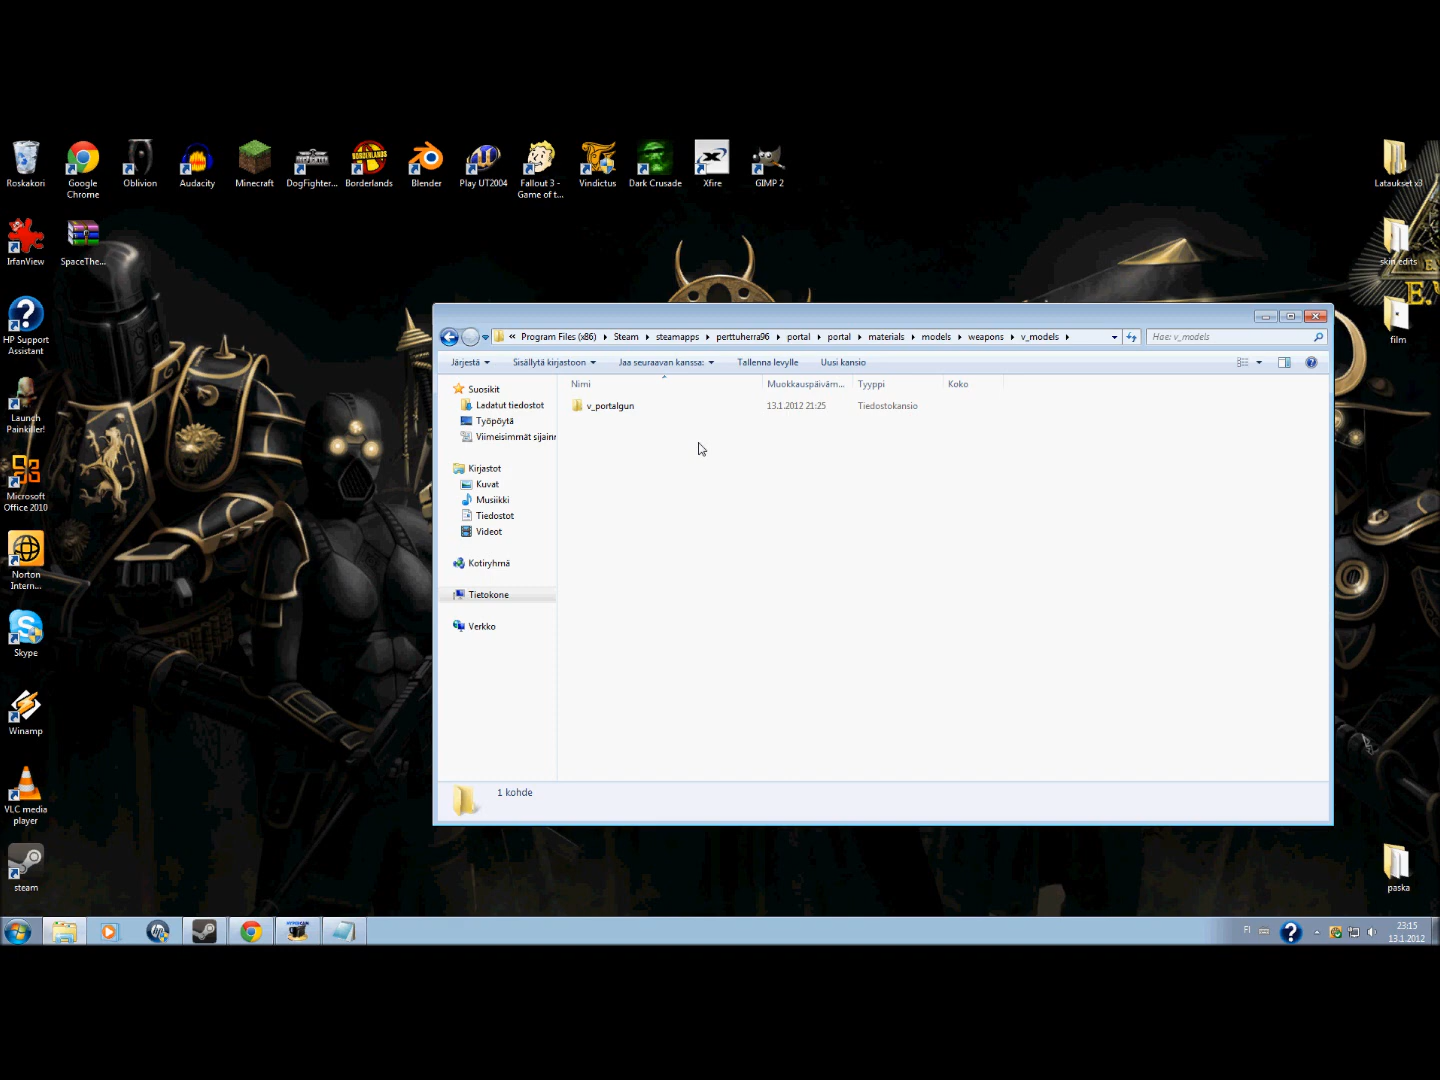 Roskakori
Google
Chrome
Oblivion
Audacity
Minecraft
DogFighter...
Borderlands
Blender
Play UT2004
Fallout 3 -
Game of t...
Vindictus
Dark Crusade
Xfire
GIMP 2
Lataukset x3
IrfanView
SpaceThe...
skin edits
HP Support
Assistant
film
Launch
Painkiller!
Microsoft
Office 2010
Norton
Intern...
Skype
Winamp
VLC media
player
steam
paska
« Program Files (x86) Steam steamapps perttuherra96 portal portal materials models weapons v_models
Hae: v_models
Järjestä Sisällytä kirjastoon Jaa seuraavan kanssa: Tallenna levylle Uusi kansio
Nimi Muokkauspäiväm... Tyyppi Koko
v_portalgun 13.1.2012 21:25 Tiedostokansio
Suosikit
Ladatut tiedostot
Työpöytä
Viimeisimmät sijainn
Kirjastot
Kuvat
Musiikki
Tiedostot
Videot
Kotiryhmä
Tietokone
Verkko
1 kohde
FI
23:15
13.1.2012